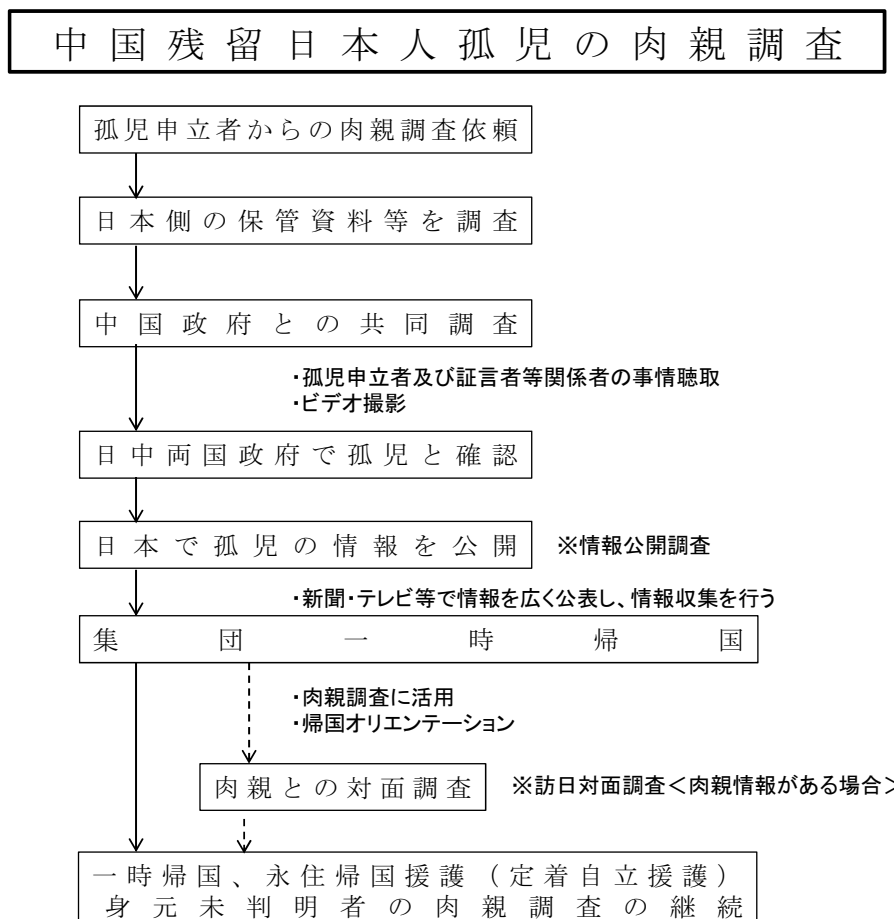 中国残留日本人孤児の肉親調査
孤児申立者からの肉親調査依頼
日本側の保管資料等を調査
中国政府との共同調査
・孤児申立者及び証言者等関係者の事情聴取
・ビデオ撮影
日中両国政府で孤児と確認
日本で孤児の情報を公開 ※情報公開調査
・新聞・テレビ等で情報を広く公表し、情報収集を行う
集団一時帰国
・肉親調査に活用
・帰国オリエンテーション
肉親との対面調査 ※訪日対面調査<肉親情報がある場合>
一時帰国、永住帰国援護(定着自立援護)
身元未判明者の肉親調査の継続